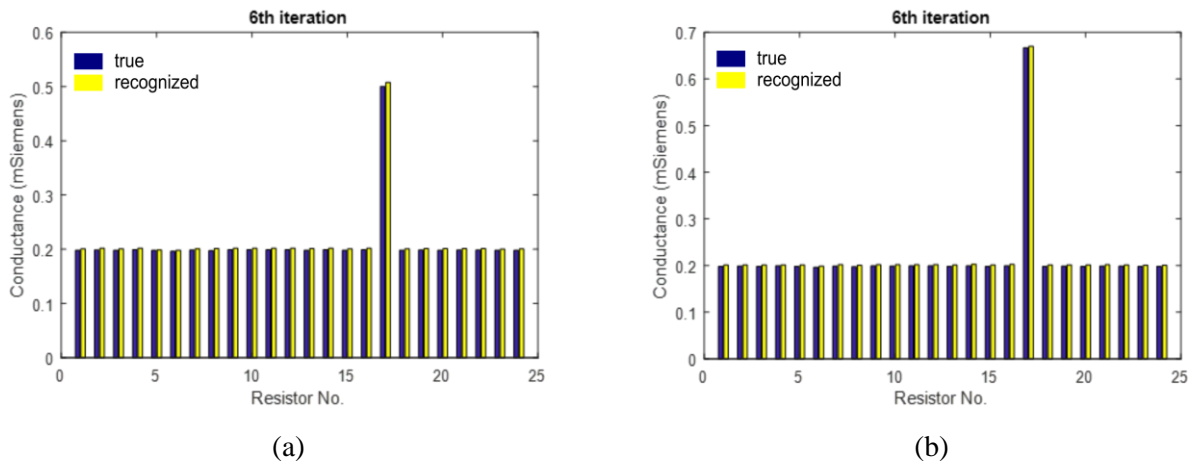 6th iteration
0.6
0.5
0.4
0.3
0.2
0.1
0
Conductance (mSiemens)
true
recognized
0 5 10 15 20 25
Resistor No.
(a)
6th iteration
0.7
0.6
0.5
0.4
0.3
0.2
0.1
0
Conductance (mSiemens)
true
recognized
0 5 10 15 20 25
Resistor No.
(b)